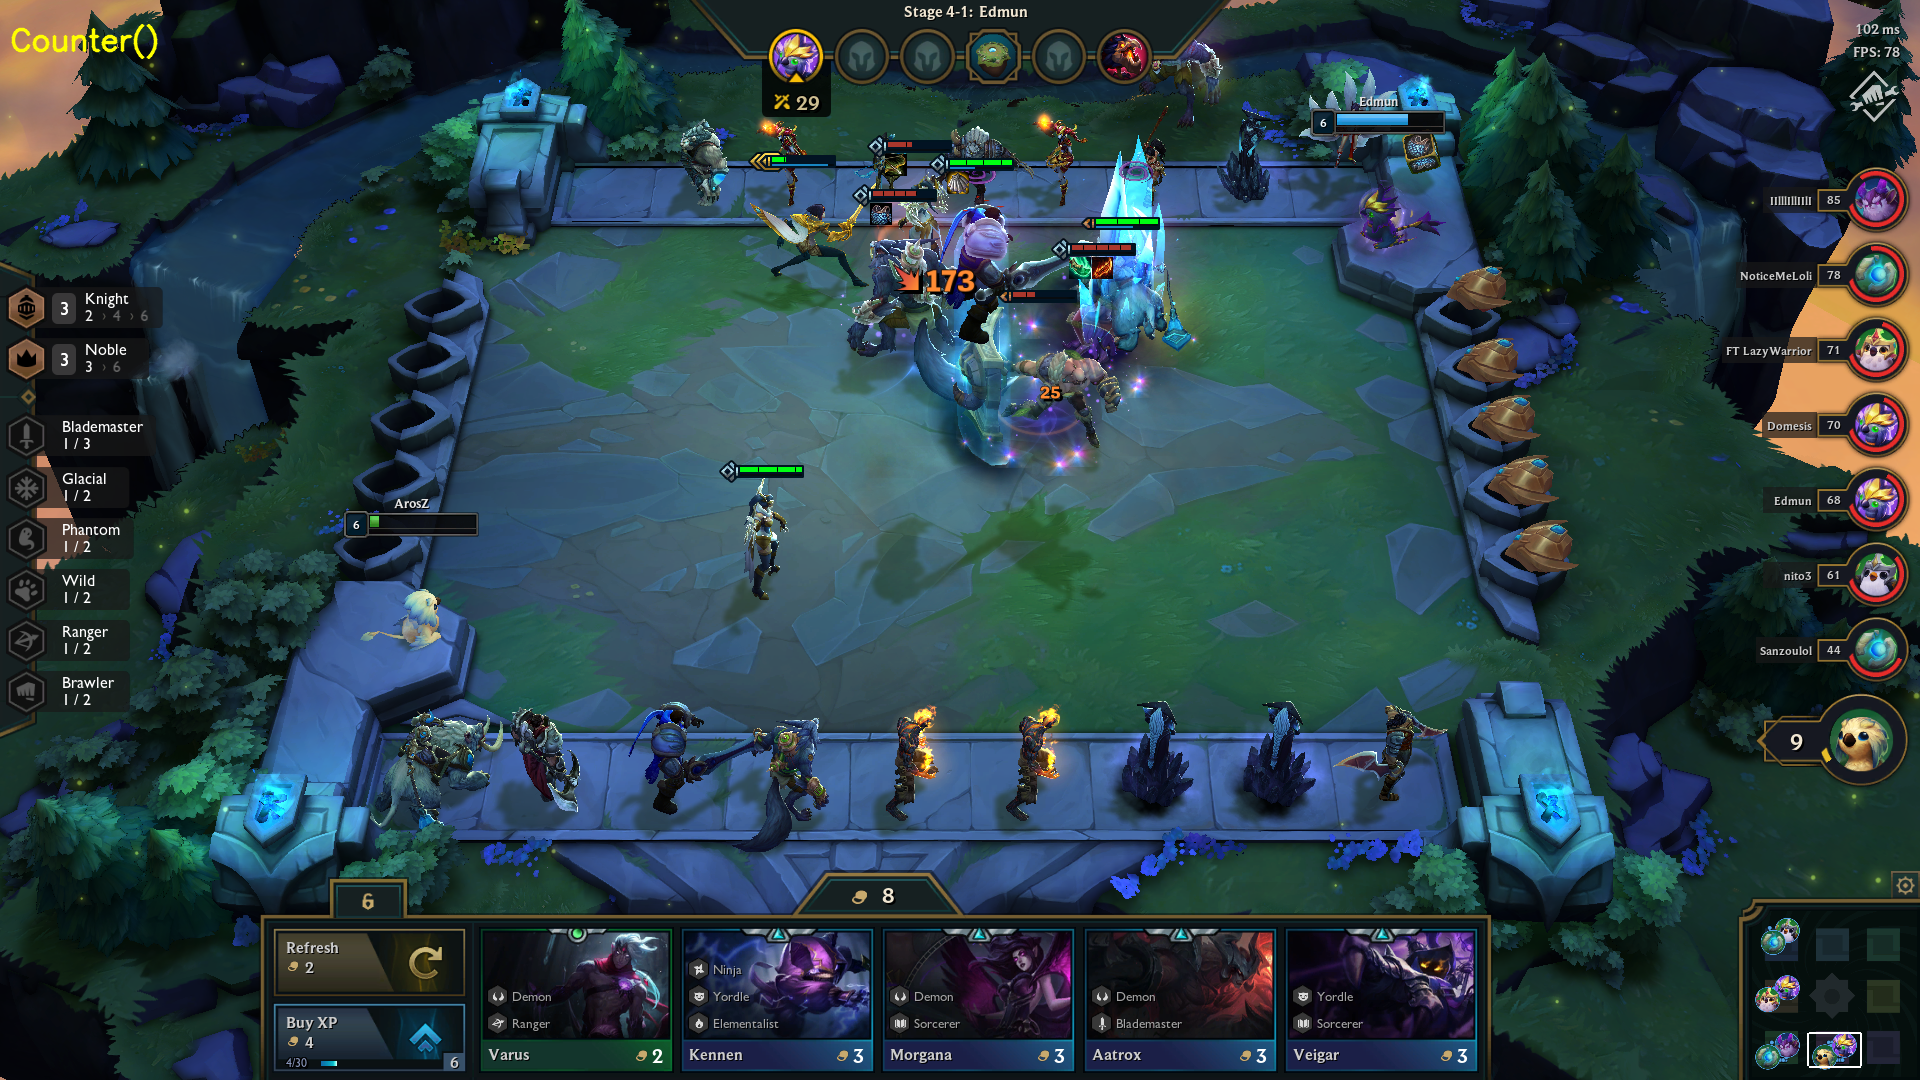 Stage 4-1: Edmun
Counter()
102 ms
FPS: 78
29
Edmun
6
IIIIIIIIIII 85
173
NoticeMeLoli 78
Knight
3
2 › 4 › 6
Noble
3
3 › 6
FT LazyWarrior 71
25
Blademaster
1 / 3
Domesis 70
Glacial
1 / 2
Edmun 68
ArosZ
6
Phantom
1 / 2
nito3 61
Wild
1 / 2
Ranger
1 / 2
Sanzoulol 44
Brawler
1 / 2
9
6
8
Refresh
2
Buy XP
4
4/30
6
Demon
Ranger
Varus 2
Ninja
Yordle
Elementalist
Kennen 3
Demon
Sorcerer
Morgana 3
Demon
Blademaster
Aatrox 3
Yordle
Sorcerer
Veigar 3